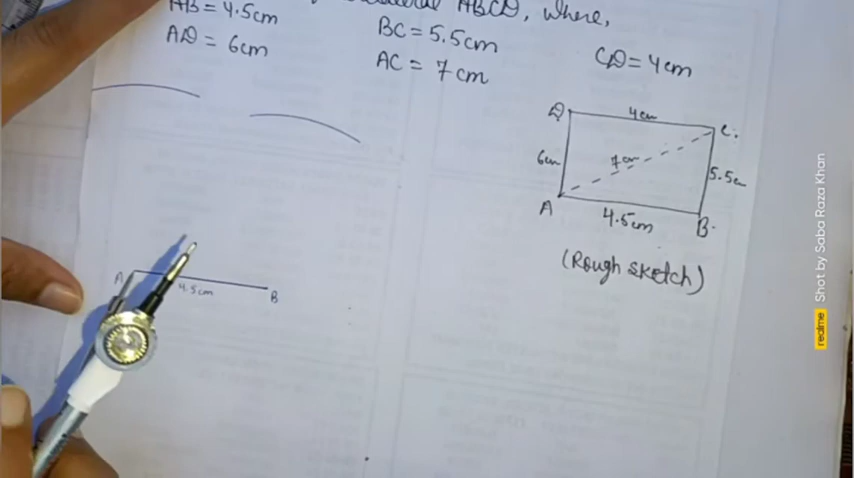 ABCD, where,
AB = 4.5cm
BC = 5.5cm
CD = 4cm
AD = 6cm
AC = 7cm
D
4cm
C.
6cm
7cm
5.5cm
A
4.5cm
B.
(Rough sketch)
A
4.5cm
B
realme Shot by Saba Raza Khan